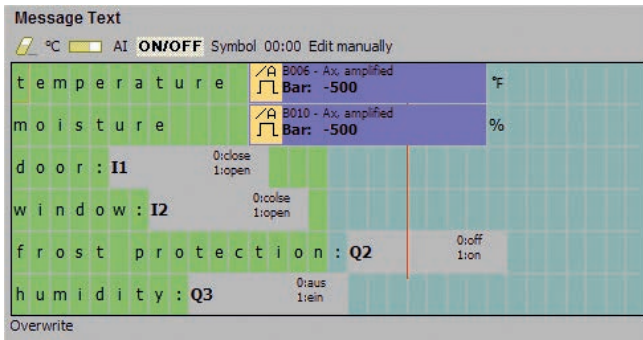 Message Text
°C AI ON/OFF Symbol 00:00 Edit manually
temperature /A B006 - Ax, amplified °F
Bar: -500
moisture /A B010 - Ax, amplified %
Bar: -500
door: I1 0:close
1:open
window: I2 0:colse
1:open
frost protection: Q2 0:off
1:on
humidity: Q3 0:aus
1:ein
Overwrite